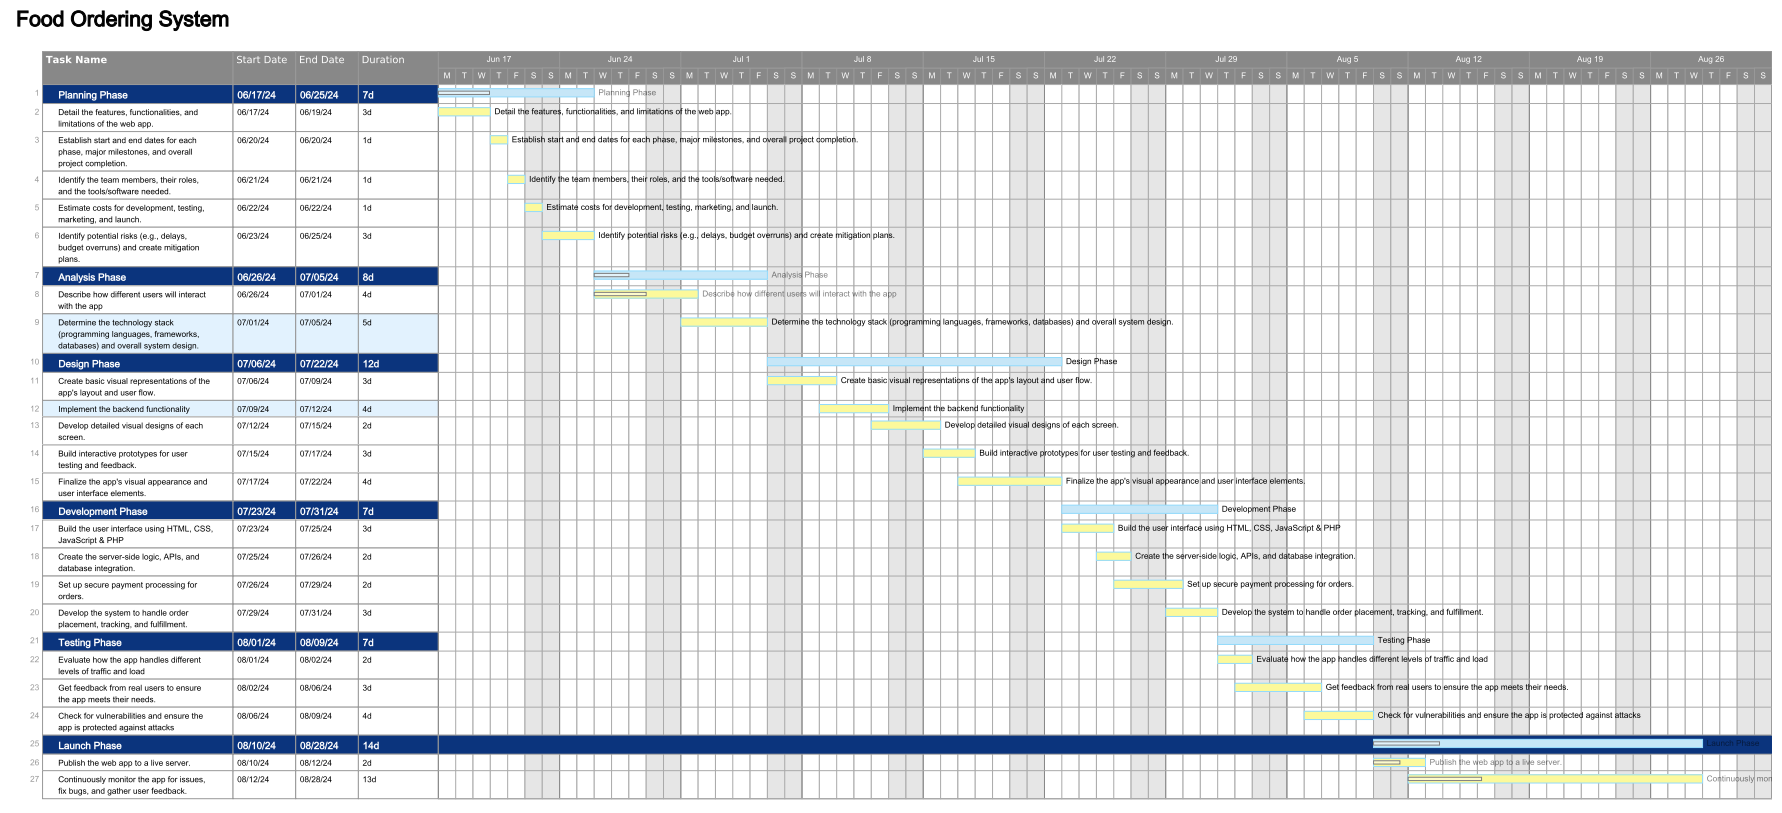 Food Ordering System
Task Name Start Date End Date Duration Jun 17 Jun 24 Jul 1 Jul 8 Jul 15 Jul 22 Jul 29 Aug 5 Aug 12 Aug 19 Aug 26
M T W T F S S M T W T F S S M T W T F S S M T W T F S S M T W T F S S M T W T F S S M T W T F S S M T W T F S S M T W T F S S M T W T F S S M T W T F S S
1 Planning Phase 06/17/24 06/25/24 7d Planning Phase
2 Detail the features, functionalities, and 06/17/24 06/19/24 3d Detail the features, functionalities, and limitations of the web app.
limitations of the web app.
3 Establish start and end dates for each 06/20/24 06/20/24 1d Establish start and end dates for each phase, major milestones, and overall project completion.
phase, major milestones, and overall
project completion.
4 Identify the team members, their roles, 06/21/24 06/21/24 1d Identify the team members, their roles, and the tools/software needed.
and the tools/software needed.
5 Estimate costs for development, testing, 06/22/24 06/22/24 1d Estimate costs for development, testing, marketing, and launch.
marketing, and launch.
6 Identify potential risks (e.g., delays, 06/23/24 06/25/24 3d Identify potential risks (e.g., delays, budget overruns) and create mitigation plans.
budget overruns) and create mitigation
plans.
7 Analysis Phase 06/26/24 07/05/24 8d Analysis Phase
8 Describe how different users will interact 06/26/24 07/01/24 4d Describe how different users will interact with the app
with the app
9 Determine the technology stack 07/01/24 07/05/24 5d Determine the technology stack (programming languages, frameworks, databases) and overall system design.
(programming languages, frameworks,
databases) and overall system design.
10 Design Phase 07/06/24 07/22/24 12d Design Phase
11 Create basic visual representations of the 07/06/24 07/09/24 3d Create basic visual representations of the app's layout and user flow.
app's layout and user flow.
12 Implement the backend functionality 07/09/24 07/12/24 4d Implement the backend functionality
13 Develop detailed visual designs of each 07/12/24 07/15/24 2d Develop detailed visual designs of each screen.
screen.
14 Build interactive prototypes for user 07/15/24 07/17/24 3d Build interactive prototypes for user testing and feedback.
testing and feedback.
15 Finalize the app's visual appearance and 07/17/24 07/22/24 4d Finalize the app's visual appearance and user interface elements.
user interface elements.
16 Development Phase 07/23/24 07/31/24 7d Development Phase
17 Build the user interface using HTML, CSS, 07/23/24 07/25/24 3d Build the user interface using HTML, CSS, JavaScript & PHP
JavaScript & PHP
18 Create the server-side logic, APIs, and 07/25/24 07/26/24 2d Create the server-side logic, APIs, and database integration.
database integration.
19 Set up secure payment processing for 07/26/24 07/29/24 2d Set up secure payment processing for orders.
orders.
20 Develop the system to handle order 07/29/24 07/31/24 3d Develop the system to handle order placement, tracking, and fulfillment.
placement, tracking, and fulfillment.
21 Testing Phase 08/01/24 08/09/24 7d Testing Phase
22 Evaluate how the app handles different 08/01/24 08/02/24 2d Evaluate how the app handles different levels of traffic and load
levels of traffic and load
23 Get feedback from real users to ensure 08/02/24 08/06/24 3d Get feedback from real users to ensure the app meets their needs.
the app meets their needs.
24 Check for vulnerabilities and ensure the 08/06/24 08/09/24 4d Check for vulnerabilities and ensure the app is protected against attacks
app is protected against attacks
25 Launch Phase 08/10/24 08/28/24 14d Launch Phase
26 Publish the web app to a live server. 08/10/24 08/12/24 2d Publish the web app to a live server.
27 Continuously monitor the app for issues, 08/12/24 08/28/24 13d Continuously mon
fix bugs, and gather user feedback.